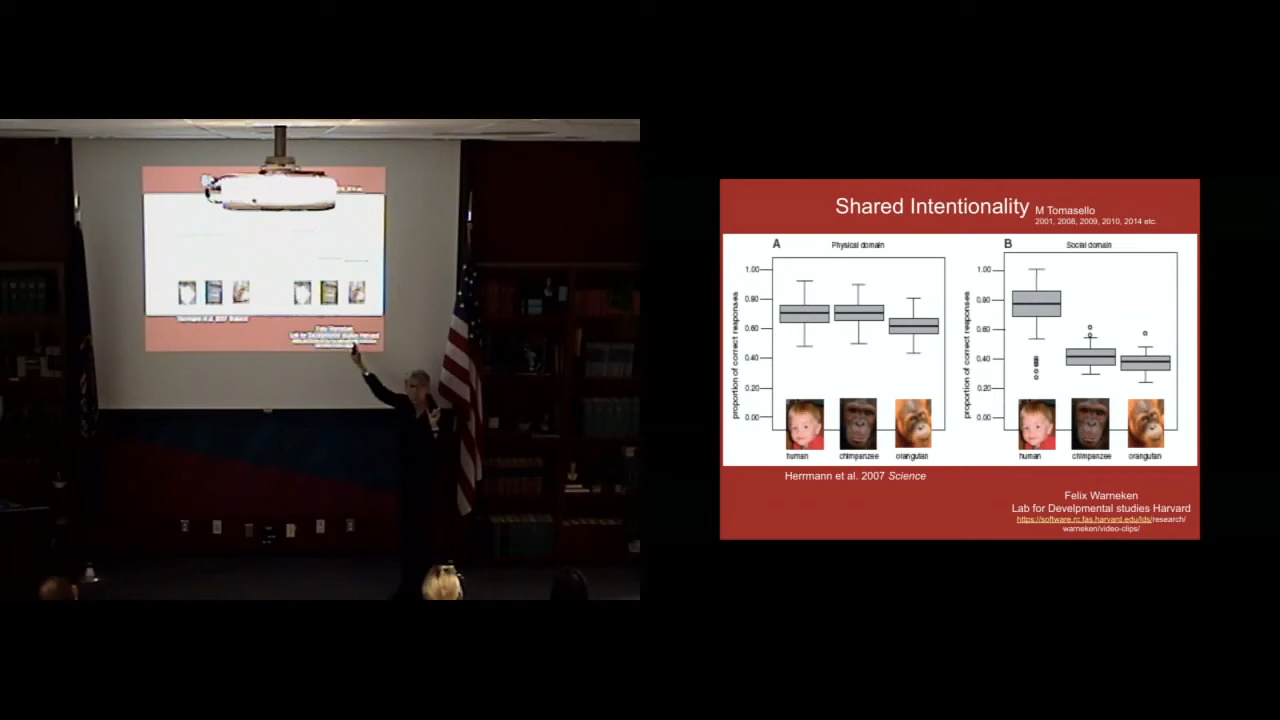 Shared Intentionality M Tomasello
2001, 2008, 2009, 2010, 2014 etc.
A Physical domain
proportion of correct responses
1.00
0.80
0.60
0.40
0.20
0.00
human chimpanzee orangutan
B Social domain
proportion of correct responses
1.00
0.80
0.60
0.40
0.20
0.00
human chimpanzee orangutan
Herrmann et al. 2007 Science
Felix Warneken
Lab for Develpmental studies Harvard
https://software.rc.fas.harvard.edu/lds/research/
warneken/video-clips/